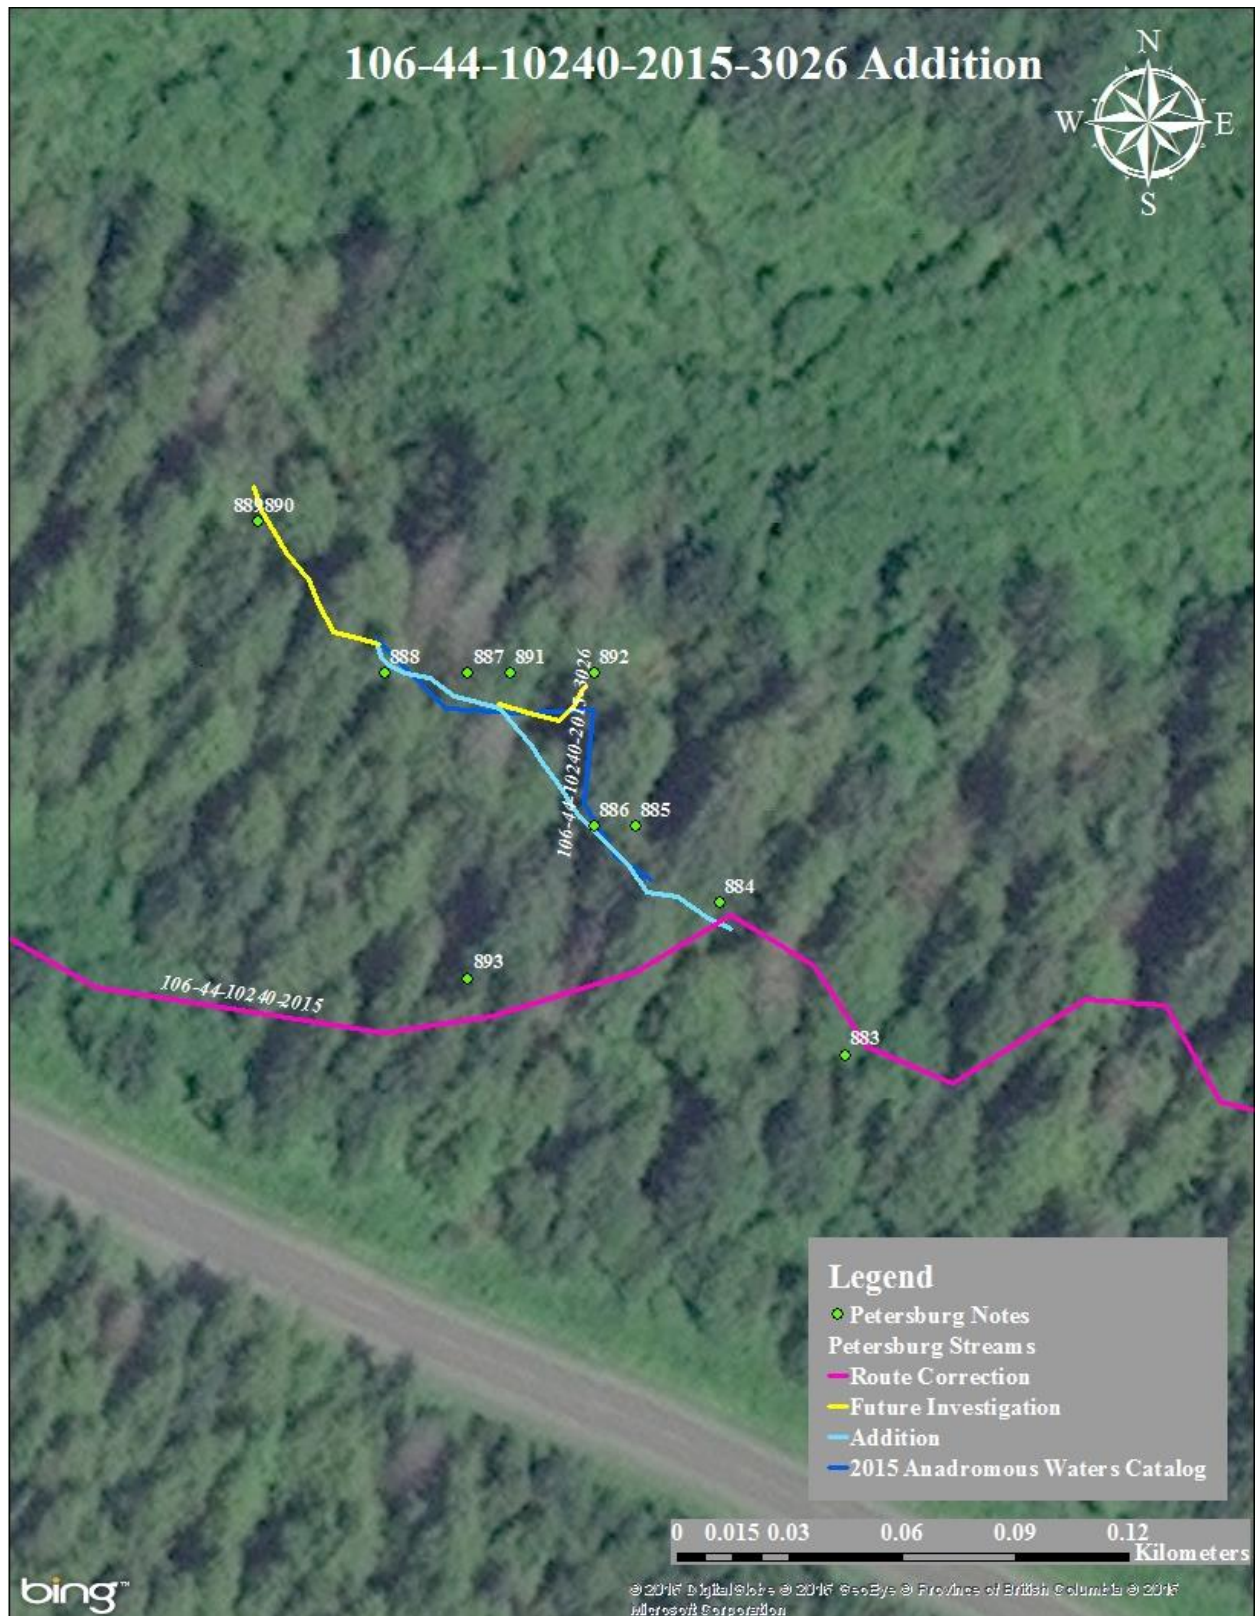 106-44-10240-2015-3026 Addition
N
W E
S
889890
888
887
891
892
106-44-10240-2015-3026
886
885
884
893
106-44-10240-2015
883
Legend
Petersburg Notes
Petersburg Streams
Route Correction
Future Investigation
Addition
2015 Anadromous Waters Catalog
0 0.015 0.03 0.06 0.09 0.12
Kilometers
bing™
© 2015 DigitalGlobe © 2015 GeoEye © Province of British Columbia © 2015
Microsoft Corporation